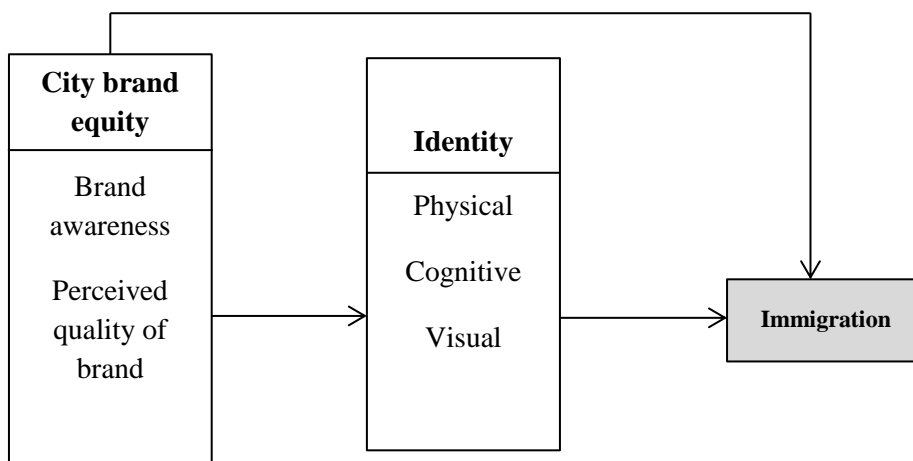 City brand
equity
Brand
awareness
Perceived
quality of
brand
Identity
Physical
Cognitive
Visual
Immigration